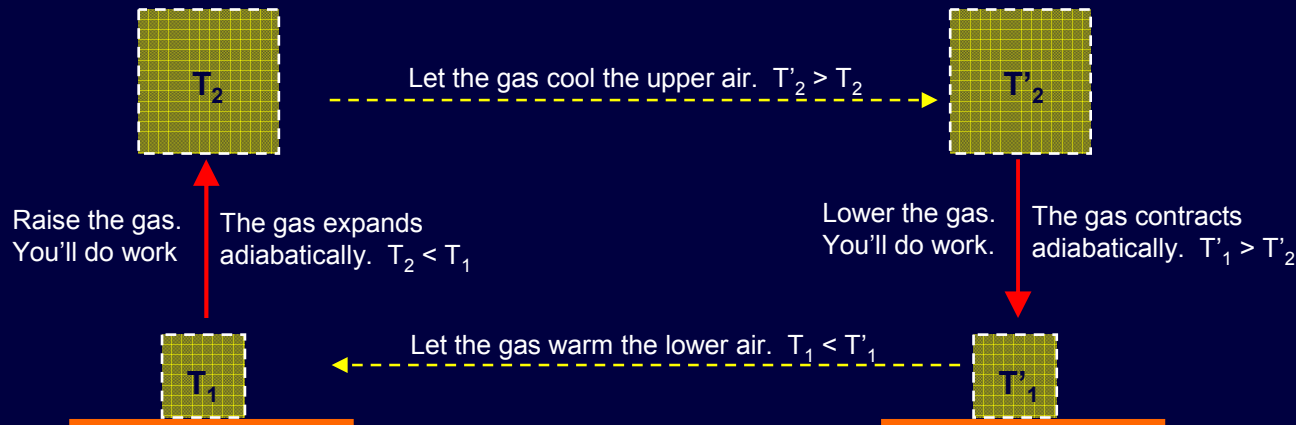 T2
Let the gas cool the upper air.  T’2 > T2
T’2
Raise the gas.
You’ll do work
The gas expands
adiabatically.  T2 < T1
Lower the gas.
You’ll do work.
The gas contracts
adiabatically.  T’1 > T’2
T1
Let the gas warm the lower air.  T1 < T’1
T’1